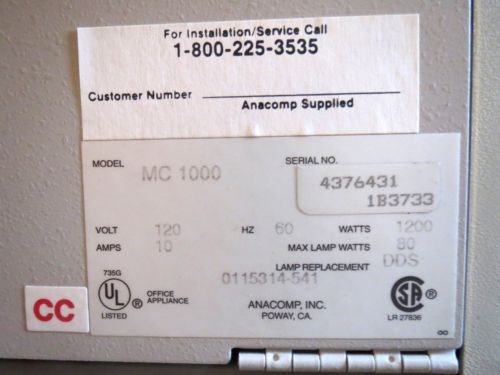 For Installation/Service Call
1-800-225-3535
Customer Number
Anacomp Supplied
MODEL MC 1000 SERIAL NO. 4376431
1B3733
VOLT 120 HZ 60 WATTS 1200
AMPS 10 MAX LAMP WATTS 80
LAMP REPLACEMENT DDS
735G
UL ®
LISTED
OFFICE
APPLIANCE
0115314-541
ANACOMP, INC.
POWAY, CA.
SA ®
LR 27836
CC
CC